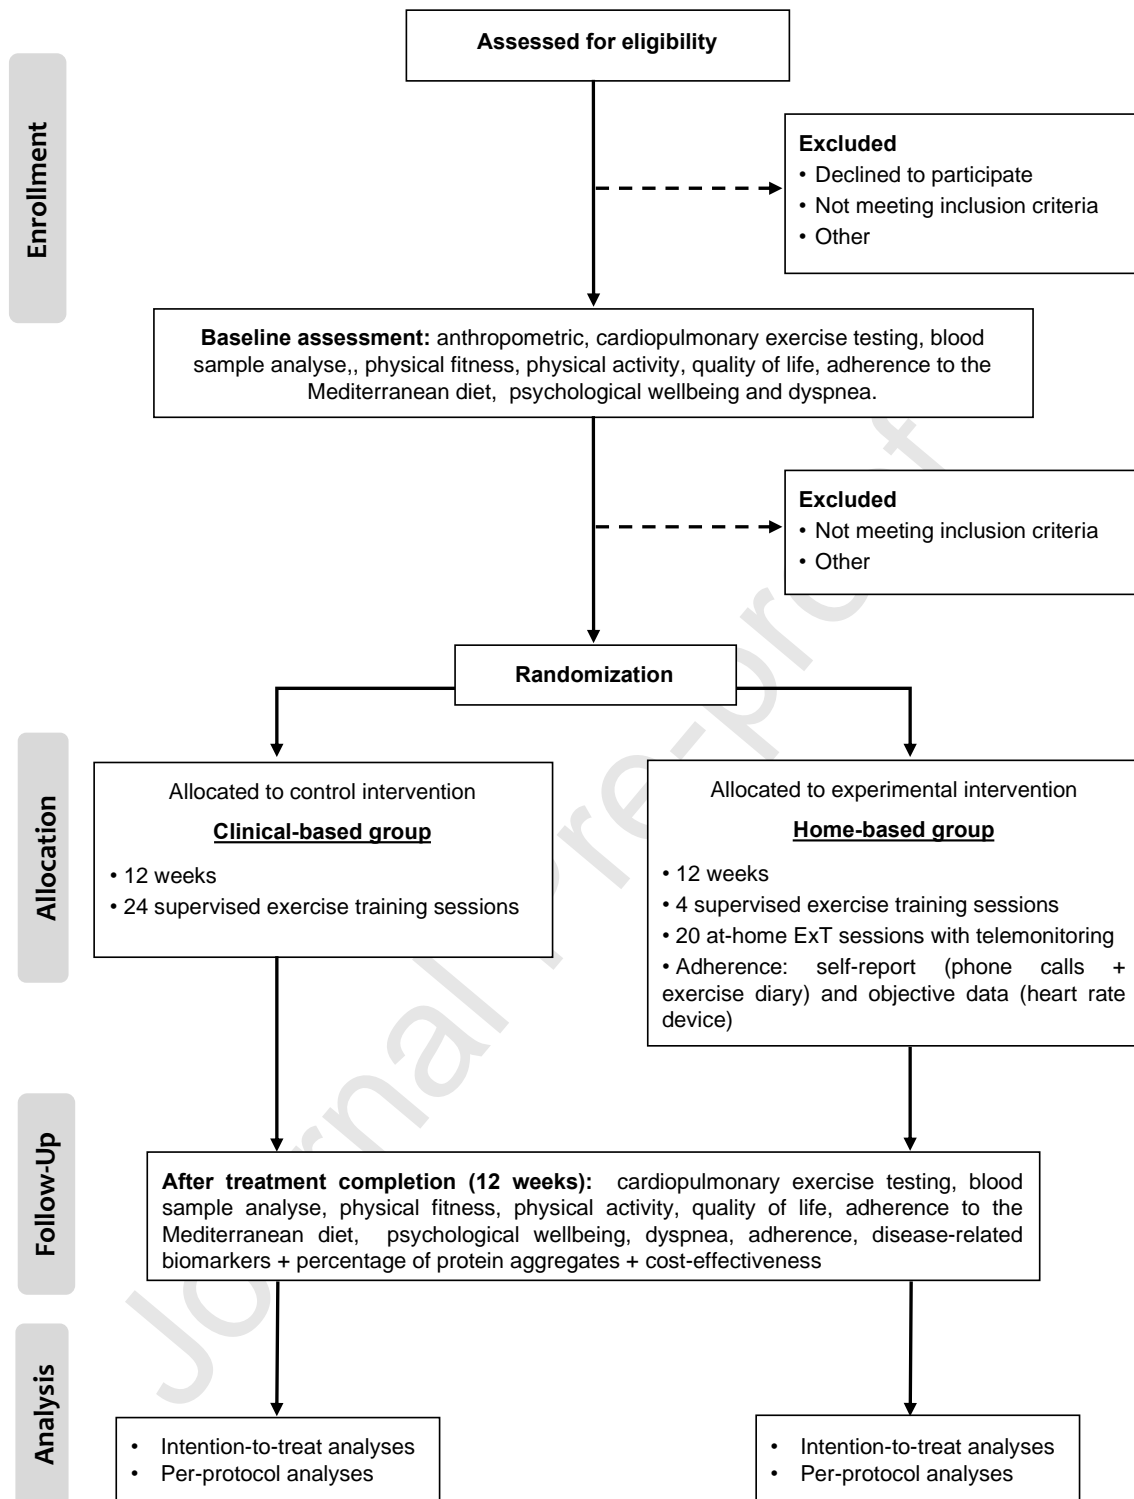 Assessed for eligibility
Enrollment
Excluded
• Declined to participate
• Not meeting inclusion criteria
• Other
Baseline assessment: anthropometric, cardiopulmonary exercise testing, blood
sample analyse,, physical fitness, physical activity, quality of life, adherence to the
Mediterranean diet, psychological wellbeing and dyspnea.
Excluded
• Not meeting inclusion criteria
• Other
Randomization
Allocation
Allocated to control intervention
Clinical-based group
• 12 weeks
• 24 supervised exercise training sessions
Allocated to experimental intervention
Home-based group
• 12 weeks
• 4 supervised exercise training sessions
• 20 at-home ExT sessions with telemonitoring
• Adherence: self-report (phone calls +
exercise diary) and objective data (heart rate
device)
Follow-Up
After treatment completion (12 weeks): cardiopulmonary exercise testing, blood
sample analyse, physical fitness, physical activity, quality of life, adherence to the
Mediterranean diet, psychological wellbeing, dyspnea, adherence, disease-related
biomarkers + percentage of protein aggregates + cost-effectiveness
Analysis
• Intention-to-treat analyses
• Per-protocol analyses
• Intention-to-treat analyses
• Per-protocol analyses
Journal Pre-proof